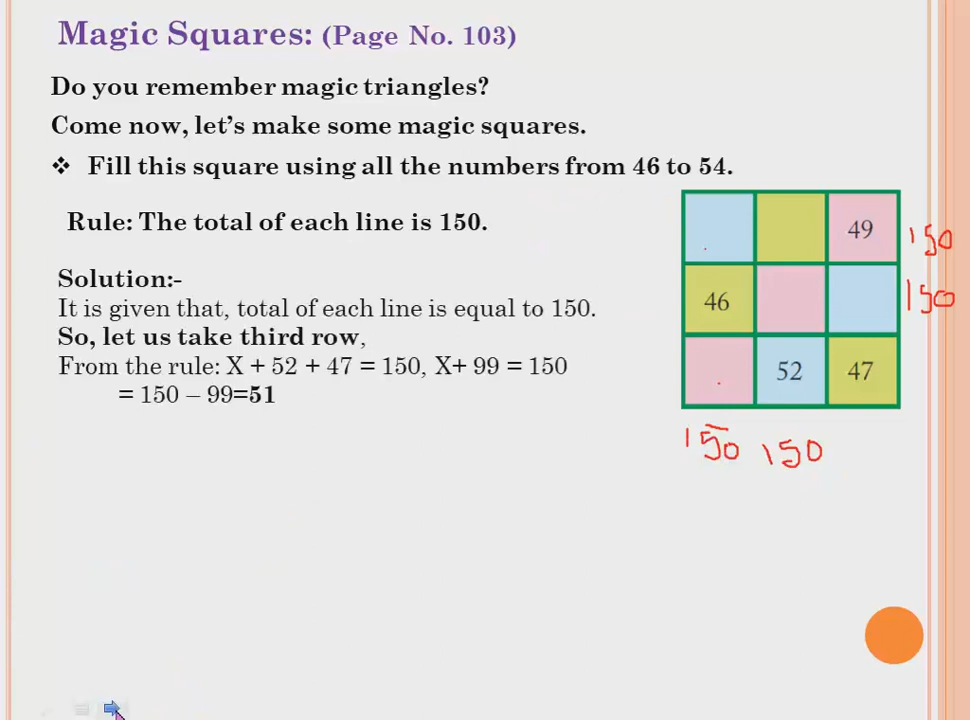 Magic Squares: (Page No. 103)
Do you remember magic triangles?
Come now, let's make some magic squares.
❖ Fill this square using all the numbers from 46 to 54.
Rule: The total of each line is 150.
49 150
Solution:-
It is given that, total of each line is equal to 150.
46 150
So, let us take third row,
From the rule: X + 52 + 47 = 150, X+ 99 = 150
52 47
= 150 – 99=51
150 150